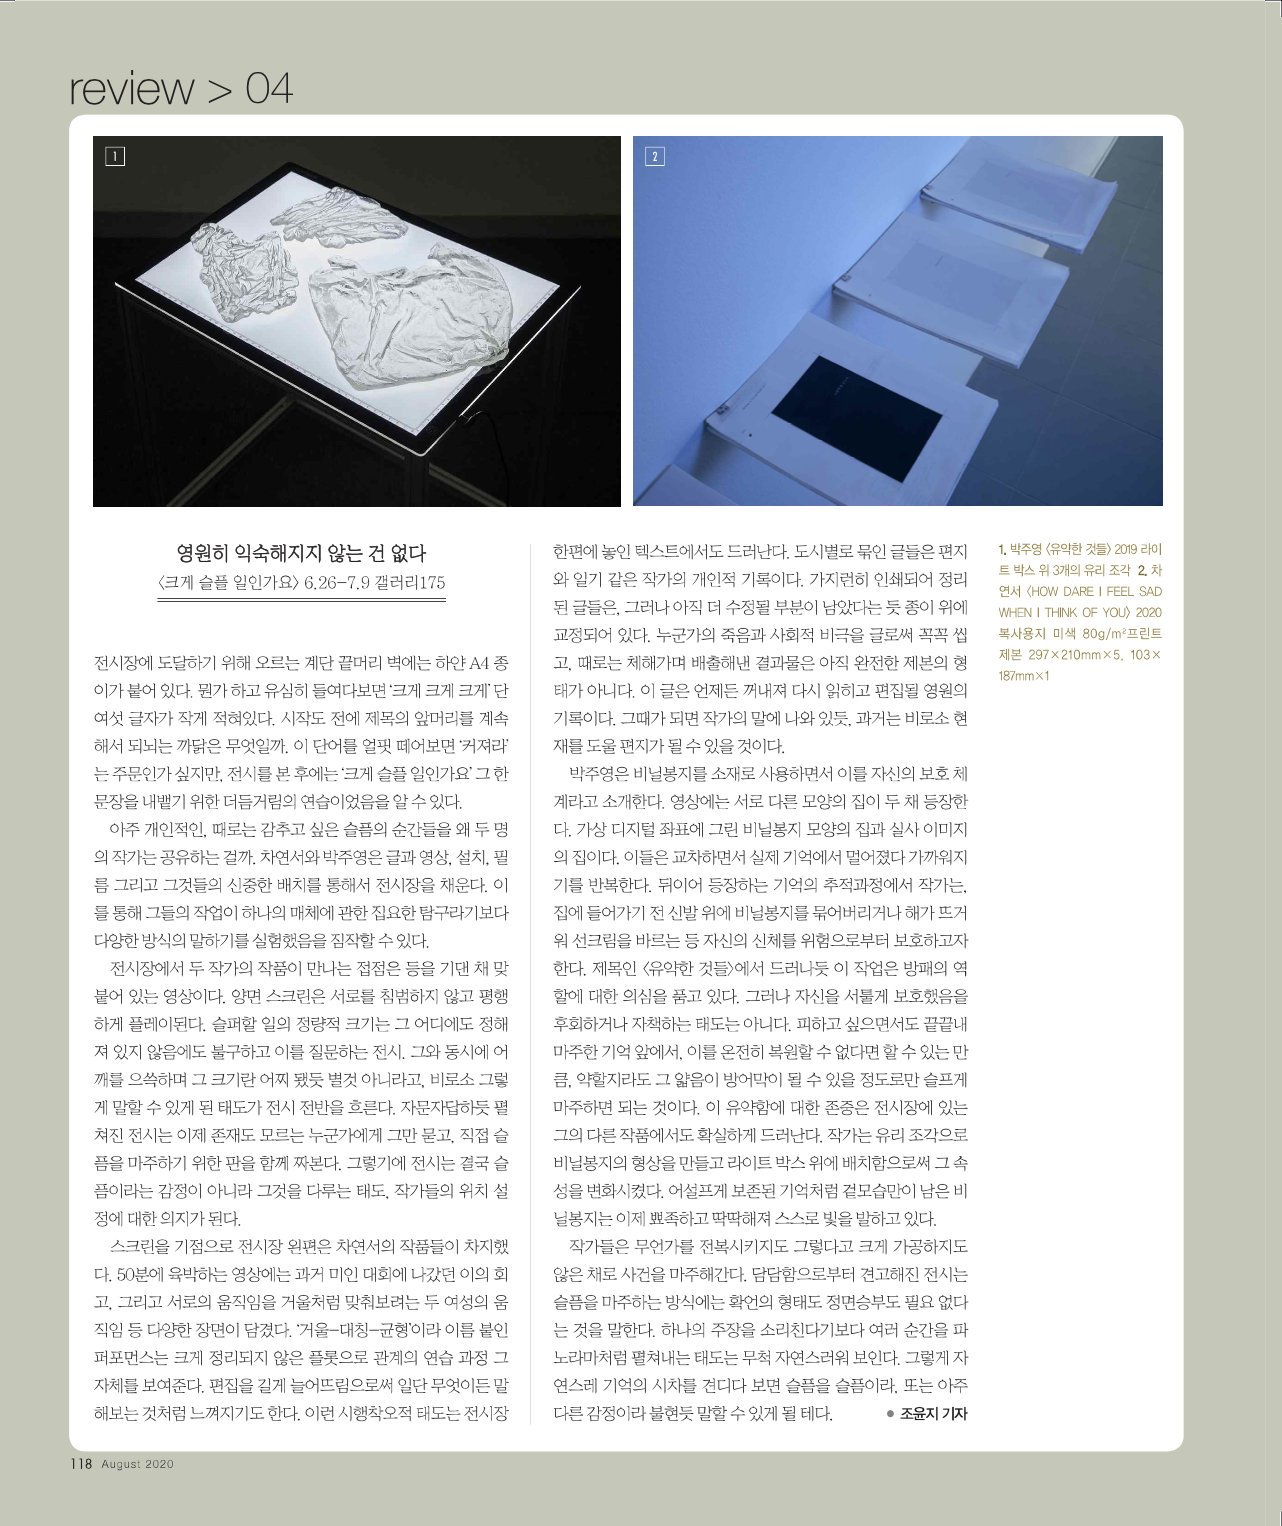 review > 04
1
2
영원히 익숙해지지 않는 건 없다
〈크게 슬플 일인가요〉 6.26–7.9 갤러리175
전시장에 도달하기 위해 오르는 계단 끝머리 벽에는 하얀 A4 종
이가 붙어 있다. 뭔가 하고 유심히 들여다보면 ‘크게 크게 크게’ 단
여섯 글자가 작게 적혀있다. 시작도 전에 제목의 앞머리를 계속
해서 되뇌는 까닭은 무엇일까. 이 단어를 얼핏 떼어보면 ‘커져라’
는 주문인가 싶지만, 전시를 본 후에는 ‘크게 슬플 일인가요’ 그 한
문장을 내뱉기 위한 더듬거림의 연습이었음을 알 수 있다.
아주 개인적인, 때로는 감추고 싶은 슬픔의 순간들을 왜 두 명
의 작가는 공유하는 걸까. 차연서와 박주영은 글과 영상, 설치, 필
름 그리고 그것들의 신중한 배치를 통해서 전시장을 채운다. 이
를 통해 그들의 작업이 하나의 매체에 관한 집요한 탐구라기보다
다양한 방식의 말하기를 실험했음을 짐작할 수 있다.
전시장에서 두 작가의 작품이 만나는 접점은 등을 기댄 채 맞
붙어 있는 영상이다. 양면 스크린은 서로를 침범하지 않고 평행
하게 플레이된다. 슬퍼할 일의 정량적 크기는 그 어디에도 정해
져 있지 않음에도 불구하고 이를 질문하는 전시. 그와 동시에 어
깨를 으쓱하며 그 크기란 어찌 됐듯 별것 아니라고, 비로소 그렇
게 말할 수 있게 된 태도가 전시 전반을 흐른다. 자문자답하듯 펼
쳐진 전시는 이제 존재도 모르는 누군가에게 그만 묻고, 직접 슬
픔을 마주하기 위한 판을 함께 짜본다. 그렇기에 전시는 결국 슬
픔이라는 감정이 아니라 그것을 다루는 태도, 작가들의 위치 설
정에 대한 의지가 된다.
스크린을 기점으로 전시장 왼편은 차연서의 작품들이 차지했
다. 50분에 육박하는 영상에는 과거 미인 대회에 나갔던 이의 회
고, 그리고 서로의 움직임을 거울처럼 맞춰보려는 두 여성의 움
직임 등 다양한 장면이 담겼다. ‘거울–대칭–균형’이라 이름 붙인
퍼포먼스는 크게 정리되지 않은 플롯으로 관계의 연습 과정 그
자체를 보여준다. 편집을 길게 늘어뜨림으로써 일단 무엇이든 말
해보는 것처럼 느껴지기도 한다. 이런 시행착오적 태도는 전시장
한편에 놓인 텍스트에서도 드러난다. 도시별로 묶인 글들은 편지
와 일기 같은 작가의 개인적 기록이다. 가지런히 인쇄되어 정리
된 글들은, 그러나 아직 더 수정될 부분이 남았다는 듯 종이 위에
교정되어 있다. 누군가의 죽음과 사회적 비극을 글로써 꼭꼭 씹
고, 때로는 체해가며 배출해낸 결과물은 아직 완전한 제본의 형
태가 아니다. 이 글은 언제든 꺼내져 다시 읽히고 편집될 영원의
기록이다. 그때가 되면 작가의 말에 나와 있듯, 과거는 비로소 현
재를 도울 편지가 될 수 있을 것이다.
박주영은 비닐봉지를 소재로 사용하면서 이를 자신의 보호 체
계라고 소개한다. 영상에는 서로 다른 모양의 집이 두 채 등장한
다. 가상 디지털 좌표에 그린 비닐봉지 모양의 집과 실사 이미지
의 집이다. 이들은 교차하면서 실제 기억에서 멀어졌다 가까워지
기를 반복한다. 뒤이어 등장하는 기억의 추적과정에서 작가는,
집에 들어가기 전 신발 위에 비닐봉지를 묶어버리거나 해가 뜨거
워 선크림을 바르는 등 자신의 신체를 위험으로부터 보호하고자
한다. 제목인 〈유약한 것들〉에서 드러나듯 이 작업은 방패의 역
할에 대한 의심을 품고 있다. 그러나 자신을 서툴게 보호했음을
후회하거나 자책하는 태도는 아니다. 피하고 싶으면서도 끝끝내
마주한 기억 앞에서, 이를 온전히 복원할 수 없다면 할 수 있는 만
큼, 약할지라도 그 얇음이 방어막이 될 수 있을 정도로만 슬프게
마주하면 되는 것이다. 이 유약함에 대한 존중은 전시장에 있는
그의 다른 작품에서도 확실하게 드러난다. 작가는 유리 조각으로
비닐봉지의 형상을 만들고 라이트 박스 위에 배치함으로써 그 속
성을 변화시켰다. 어설프게 보존된 기억처럼 겉모습만이 남은 비
닐봉지는 이제 뾰족하고 딱딱해져 스스로 빛을 발하고 있다.
작가들은 무언가를 전복시키지도 그렇다고 크게 가공하지도
않은 채로 사건을 마주해간다. 담담함으로부터 견고해진 전시는
슬픔을 마주하는 방식에는 확언의 형태도 정면승부도 필요 없다
는 것을 말한다. 하나의 주장을 소리친다기보다 여러 순간을 파
노라마처럼 펼쳐내는 태도는 무척 자연스러워 보인다. 그렇게 자
연스레 기억의 시차를 견디다 보면 슬픔을 슬픔이라, 또는 아주
다른 감정이라 불현듯 말할 수 있게 될 테다. ● 조윤지 기자
1. 박주영 〈유약한 것들〉 2019 라이
트 박스 위 3개의 유리 조각 2. 차
연서 〈HOW DARE I FEEL SAD
WHEN I THINK OF YOU〉 2020
복사용지 미색 80g/m²프린트
제본 297×210mm×5, 103×
187mm×1
118 August 2020